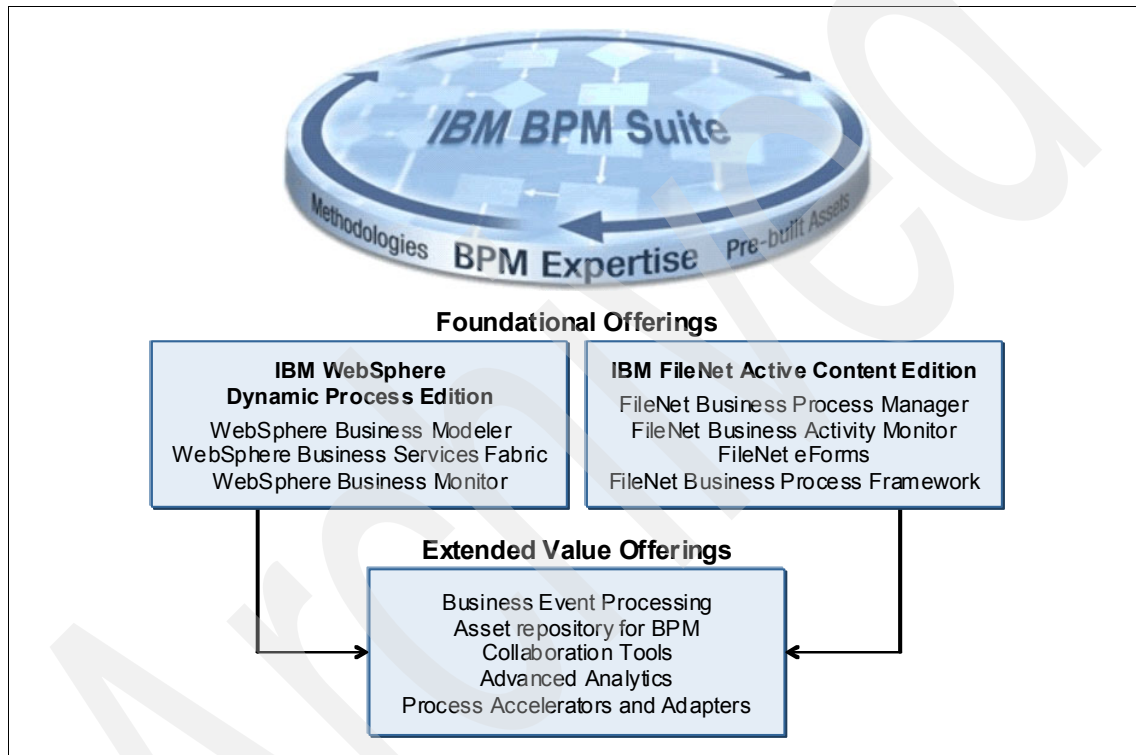 IBM BPM Suite
Methodologies
BPM Expertise
Pre-built Assets
Foundational Offerings
IBM WebSphere
Dynamic Process Edition
WebSphere Business Modeler
WebSphere Business Services Fabric
WebSphere Business Monitor
IBM FileNet Active Content Edition
FileNet Business Process Manager
FileNet Business Activity Monitor
FileNet eForms
FileNet Business Process Framework
Extended Value Offerings
Business Event Processing
Asset repository for BPM
Collaboration Tools
Advanced Analytics
Process Accelerators and Adapters
Archived